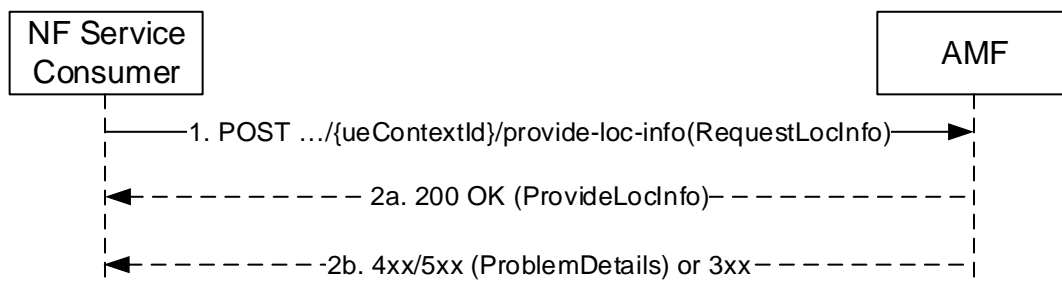 NF Service
Consumer
AMF
1. POST …/{ueContextId}/provide-loc-info(RequestLocInfo)
2a. 200 OK (ProvideLocInfo)
2b. 4xx/5xx (ProblemDetails) or 3xx